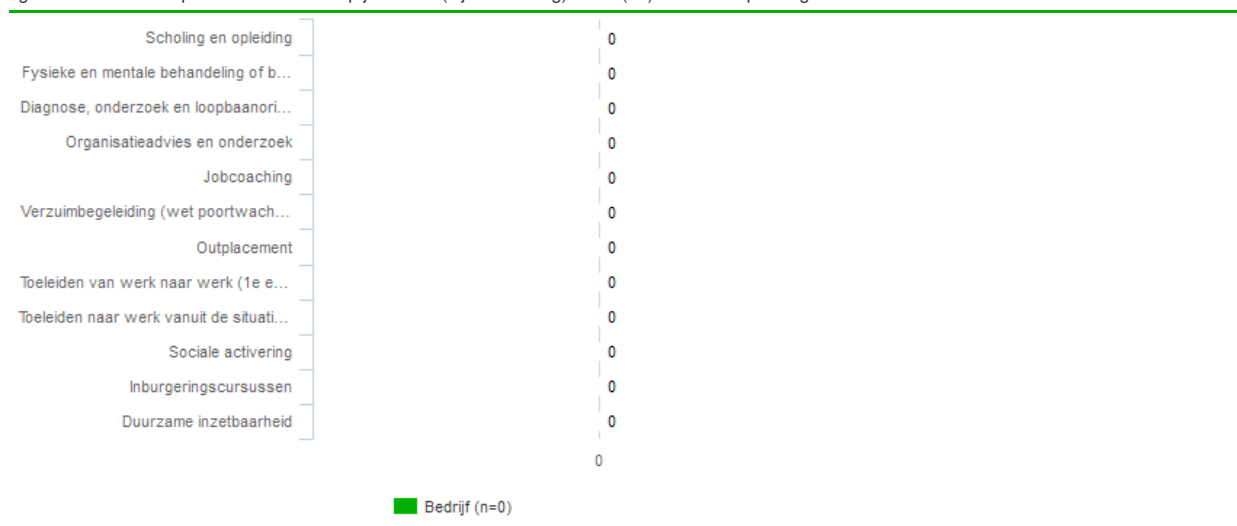 Scholing en opleiding 0
Fysieke en mentale behandeling of b... 0
Diagnose, onderzoek en loopbaanori... 0
Organisatieadvies en onderzoek 0
Jobcoaching 0
Verzuimbegeleiding (wet poortwach... 0
Outplacement 0
Toeleiden van werk naar werk (1e e... 0
Toeleiden naar werk vanuit de situati... 0
Sociale activering 0
Inburgeringscursussen 0
Duurzame inzetbaarheid 0
0
Bedrijf (n=0)